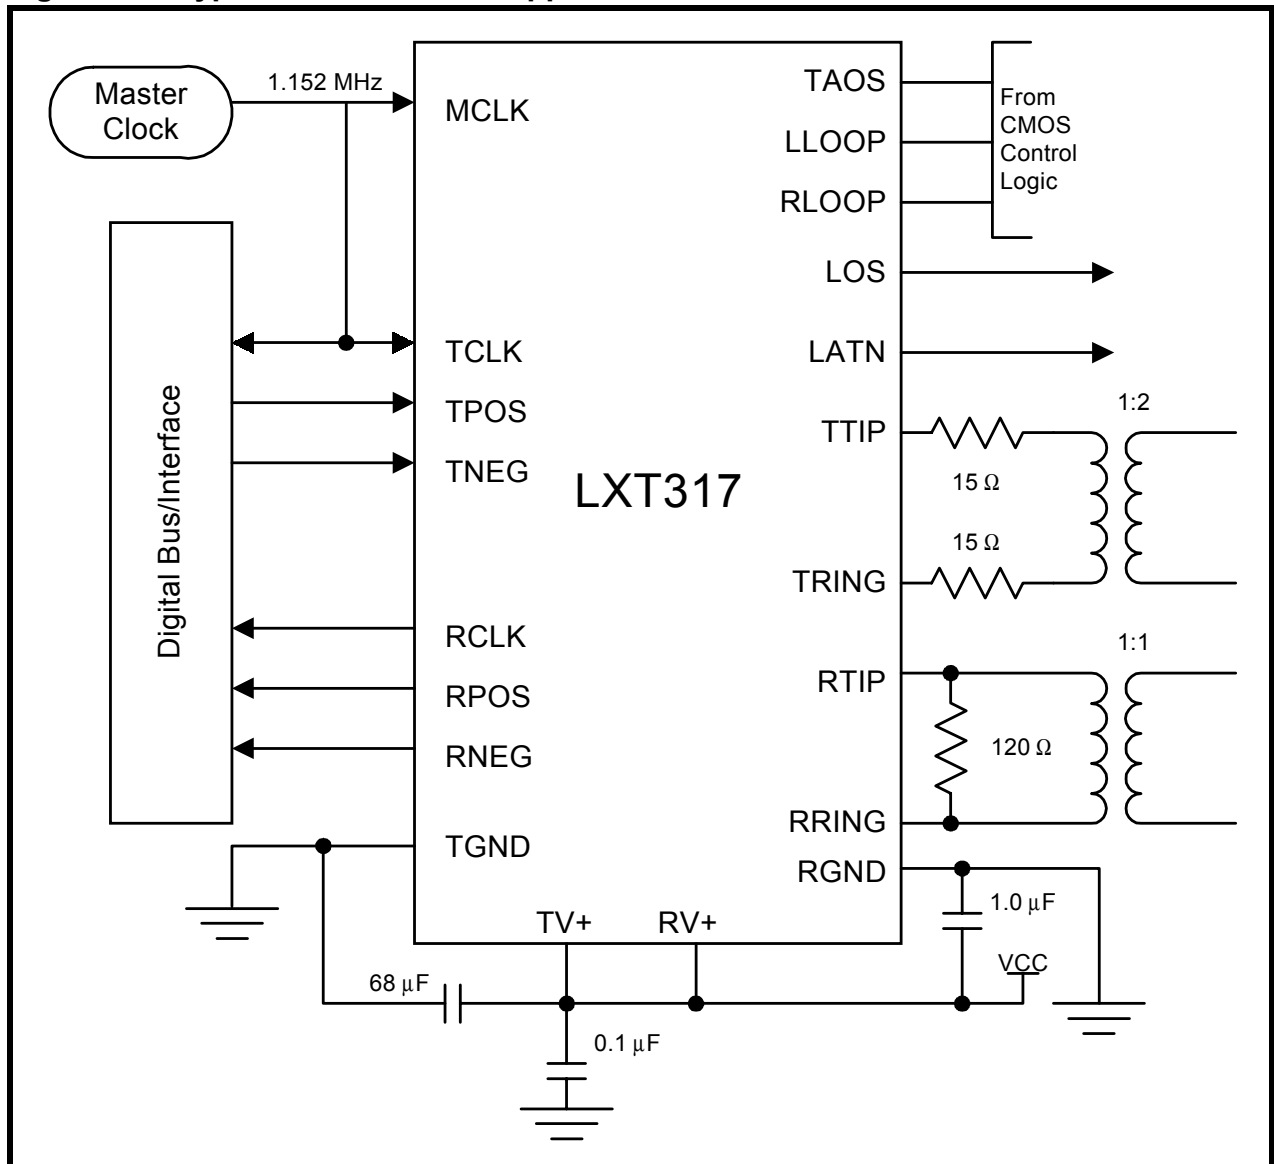 Master
Clock
1.152 MHz
MCLK
TAOS
LLOOP
RLOOP
From
CMOS
Control
Logic
LOS
LATN
TCLK
TPOS
TNEG
Digital Bus/Interface
LXT317
TTIP
15 Ω
1:2
15 Ω
TRING
RCLK
RPOS
RNEG
RTIP
1:1
120 Ω
RRING
TGND
RGND
TV+
RV+
1.0 μF
VCC
68 μF
0.1 μF